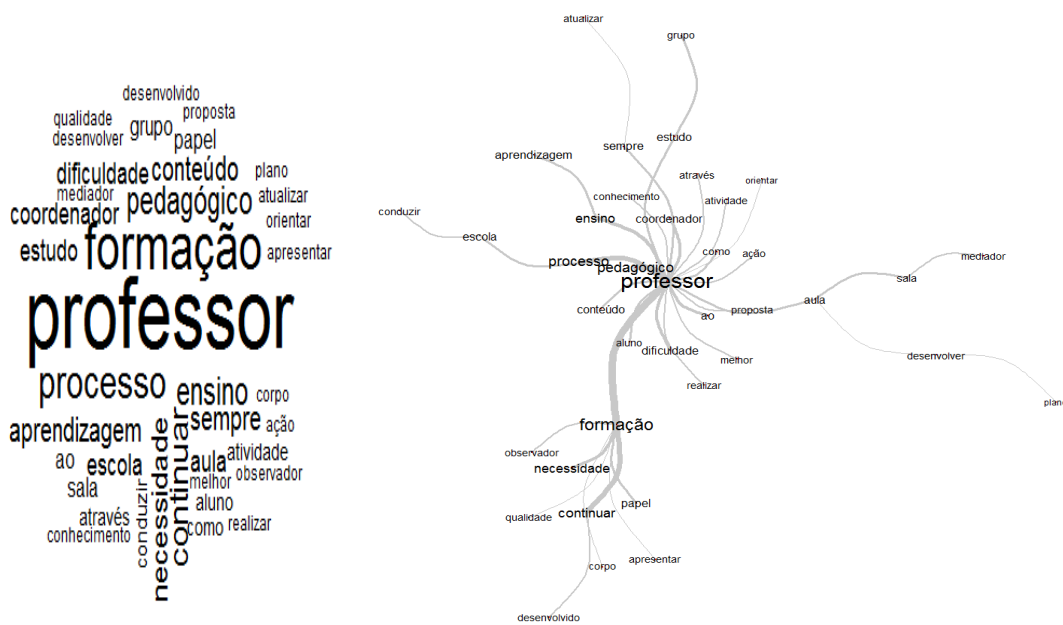 desenvolvido
qualidade
proposta
desenvolver
grupo
papel
dificuldade
conteúdo
plano
mediador
atualizar
coordenador
pedagógico
orientar
estudo
formação
apresentar
professor
processo
ensino
corpo
aprendizagem
necessidade
continuar
sempre
ação
ao
escola
aula
atividade
observador
sala
conduzir
melhor
aluno
através
como
realizar
conhecimento
atualizar
grupo
estudo
sempre
aprendizagem
através
orientar
conhecimento
atividade
conduzir
ensino
coordenador
escola
processo
pedagógico
como
ação
mediador
professor
sala
conteúdo
ao
proposta
aula
aluno
dificuldade
melhor
desenvolver
realizar
plano
formação
observador
necessidade
qualidade
continuar
papel
corpo
apresentar
desenvolvido